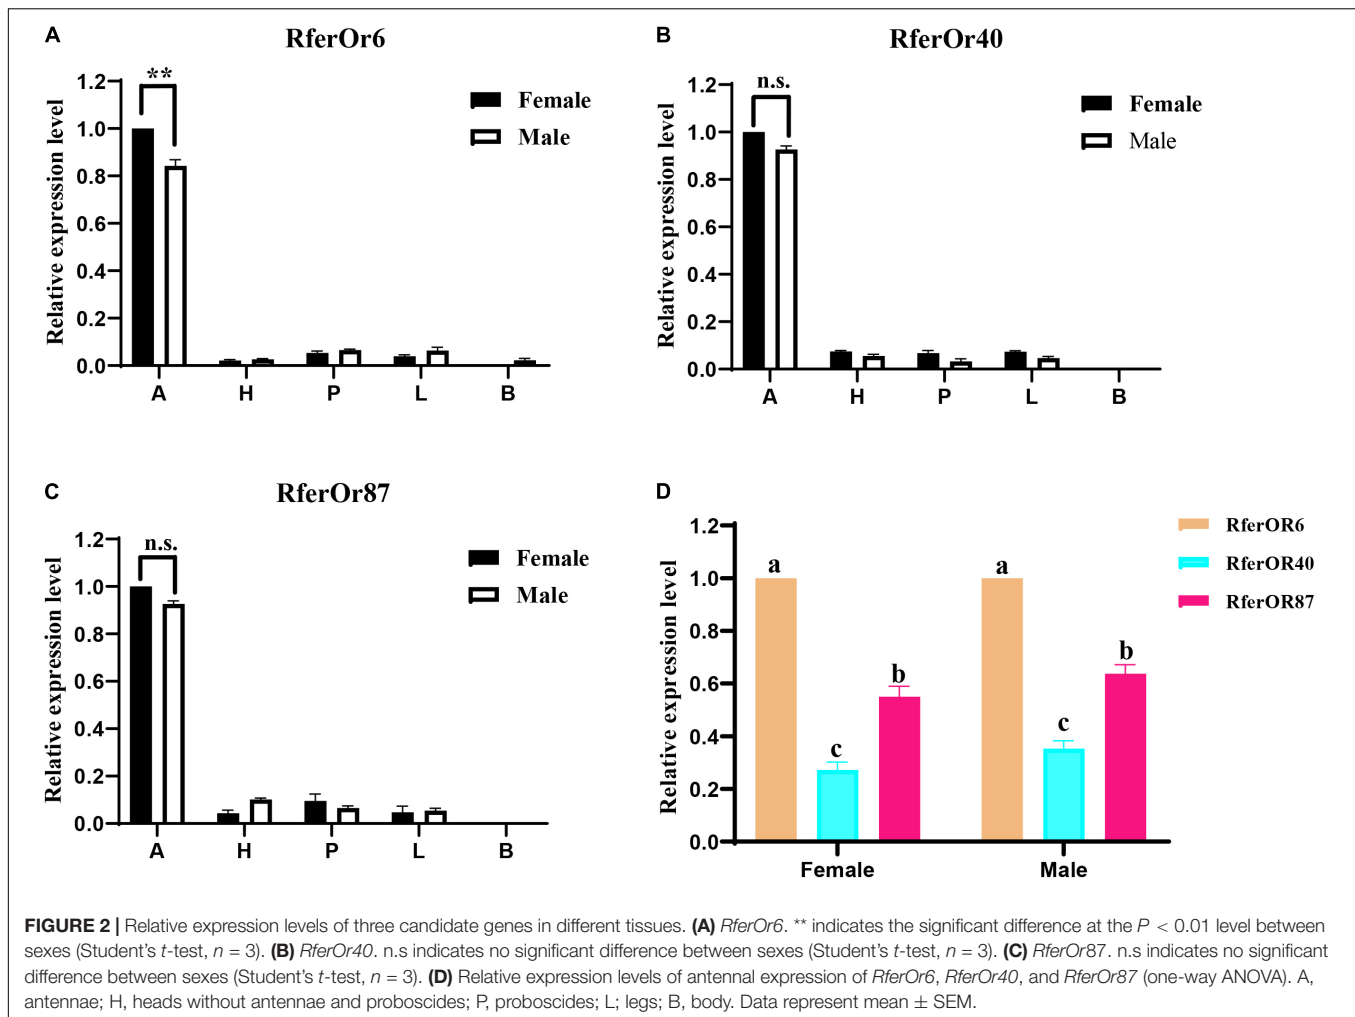 A
RferOr6
**
Female
Male
Relative expression level
1.2
1.0
0.8
0.6
0.4
0.2
0.0
A H P L B
B
RferOr40
n.s.
Female
Male
Relative expression level
1.2
1.0
0.8
0.6
0.4
0.2
0.0
A H P L B
C
RferOr87
n.s.
Female
Male
Relative expression level
1.2
1.0
0.8
0.6
0.4
0.2
0.0
A H P L B
D
RferOR6
RferOR40
RferOR87
Relative expression level
1.2
1.0
0.8
0.6
0.4
0.2
0.0
a c b a c b
Female Male
FIGURE 2 | Relative expression levels of three candidate genes in different tissues. (A) RferOr6. ** indicates the significant difference at the P < 0.01 level between
sexes (Student's t-test, n = 3). (B) RferOr40. n.s indicates no significant difference between sexes (Student's t-test, n = 3). (C) RferOr87. n.s indicates no significant
difference between sexes (Student's t-test, n = 3). (D) Relative expression levels of antennal expression of RferOr6, RferOr40, and RferOr87 (one-way ANOVA). A,
antennae; H, heads without antennae and proboscides; P, proboscides; L; legs; B, body. Data represent mean ± SEM.